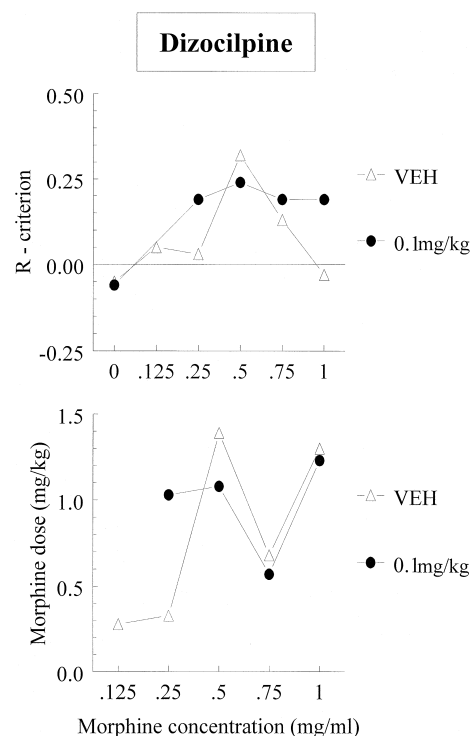 Dizocilpine
R - criterion
0.50
0.25
0.00
-0.25
0
.125
.25
.5
.75
1
VEH
0.1mg/kg
Morphine dose (mg/kg)
1.5
1.0
0.5
0.0
.125
.25
.5
.75
1
VEH
0.1mg/kg
Morphine concentration (mg/ml)